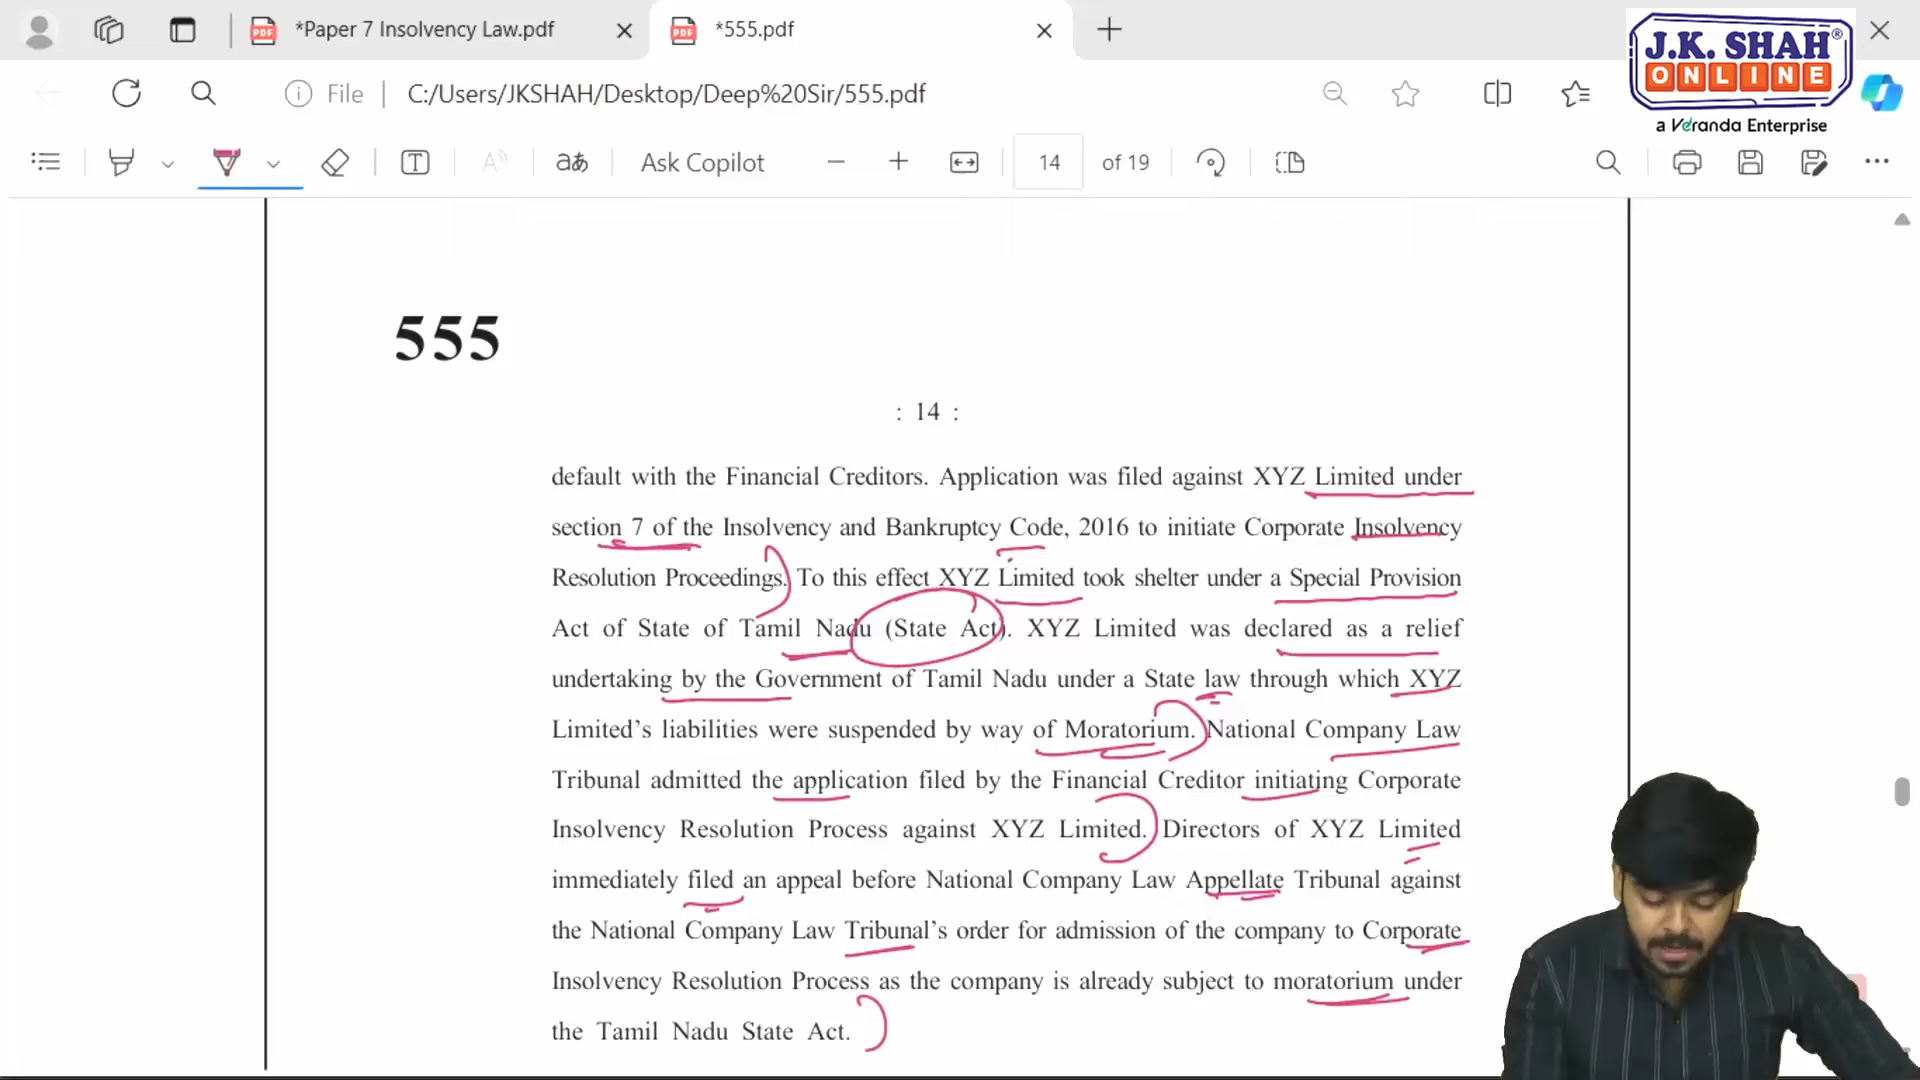 *Paper 7 Insolvency Law.pdf
*555.pdf
J.K. SHAH®
ONLINE
a Veranda Enterprise
File
C:/Users/JKSHAH/Desktop/Deep%20Sir/555.pdf
aあ
Ask Copilot
14
of 19
555
: 14 :
default with the Financial Creditors. Application was filed against XYZ Limited under
section 7 of the Insolvency and Bankruptcy Code, 2016 to initiate Corporate Insolvency
Resolution Proceedings. To this effect XYZ Limited took shelter under a Special Provision
Act of State of Tamil Nadu (State Act). XYZ Limited was declared as a relief
undertaking by the Government of Tamil Nadu under a State law through which XYZ
Limited’s liabilities were suspended by way of Moratorium. National Company Law
Tribunal admitted the application filed by the Financial Creditor initiating Corporate
Insolvency Resolution Process against XYZ Limited. Directors of XYZ Limited
immediately filed an appeal before National Company Law Appellate Tribunal against
the National Company Law Tribunal’s order for admission of the company to Corporate
Insolvency Resolution Process as the company is already subject to moratorium under
the Tamil Nadu State Act.